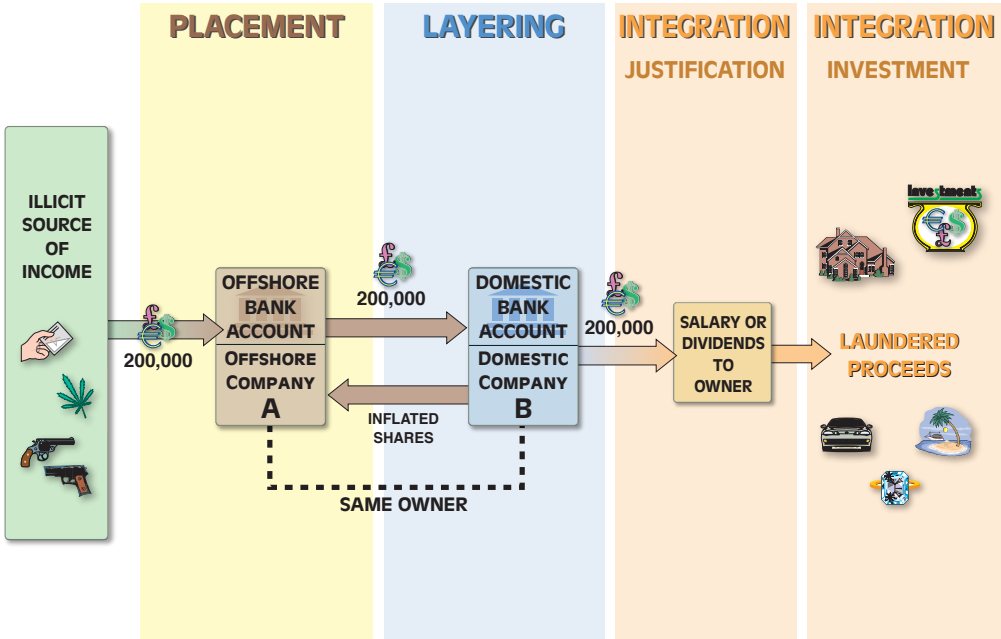 PLACEMENT
LAYERING
INTEGRATION
JUSTIFICATION
INTEGRATION
INVESTMENT
ILLICIT
SOURCE
OF
INCOME
£
€$
200,000
OFFSHORE
BANK
ACCOUNT
OFFSHORE
COMPANY
A
£
€$
200,000
INFLATED
SHARES
DOMESTIC
BANK
ACCOUNT
DOMESTIC
COMPANY
B
SAME OWNER
£
€$
200,000
SALARY OR
DIVIDENDS
TO
OWNER
Investments
€$
£
LAUNDERED
PROCEEDS